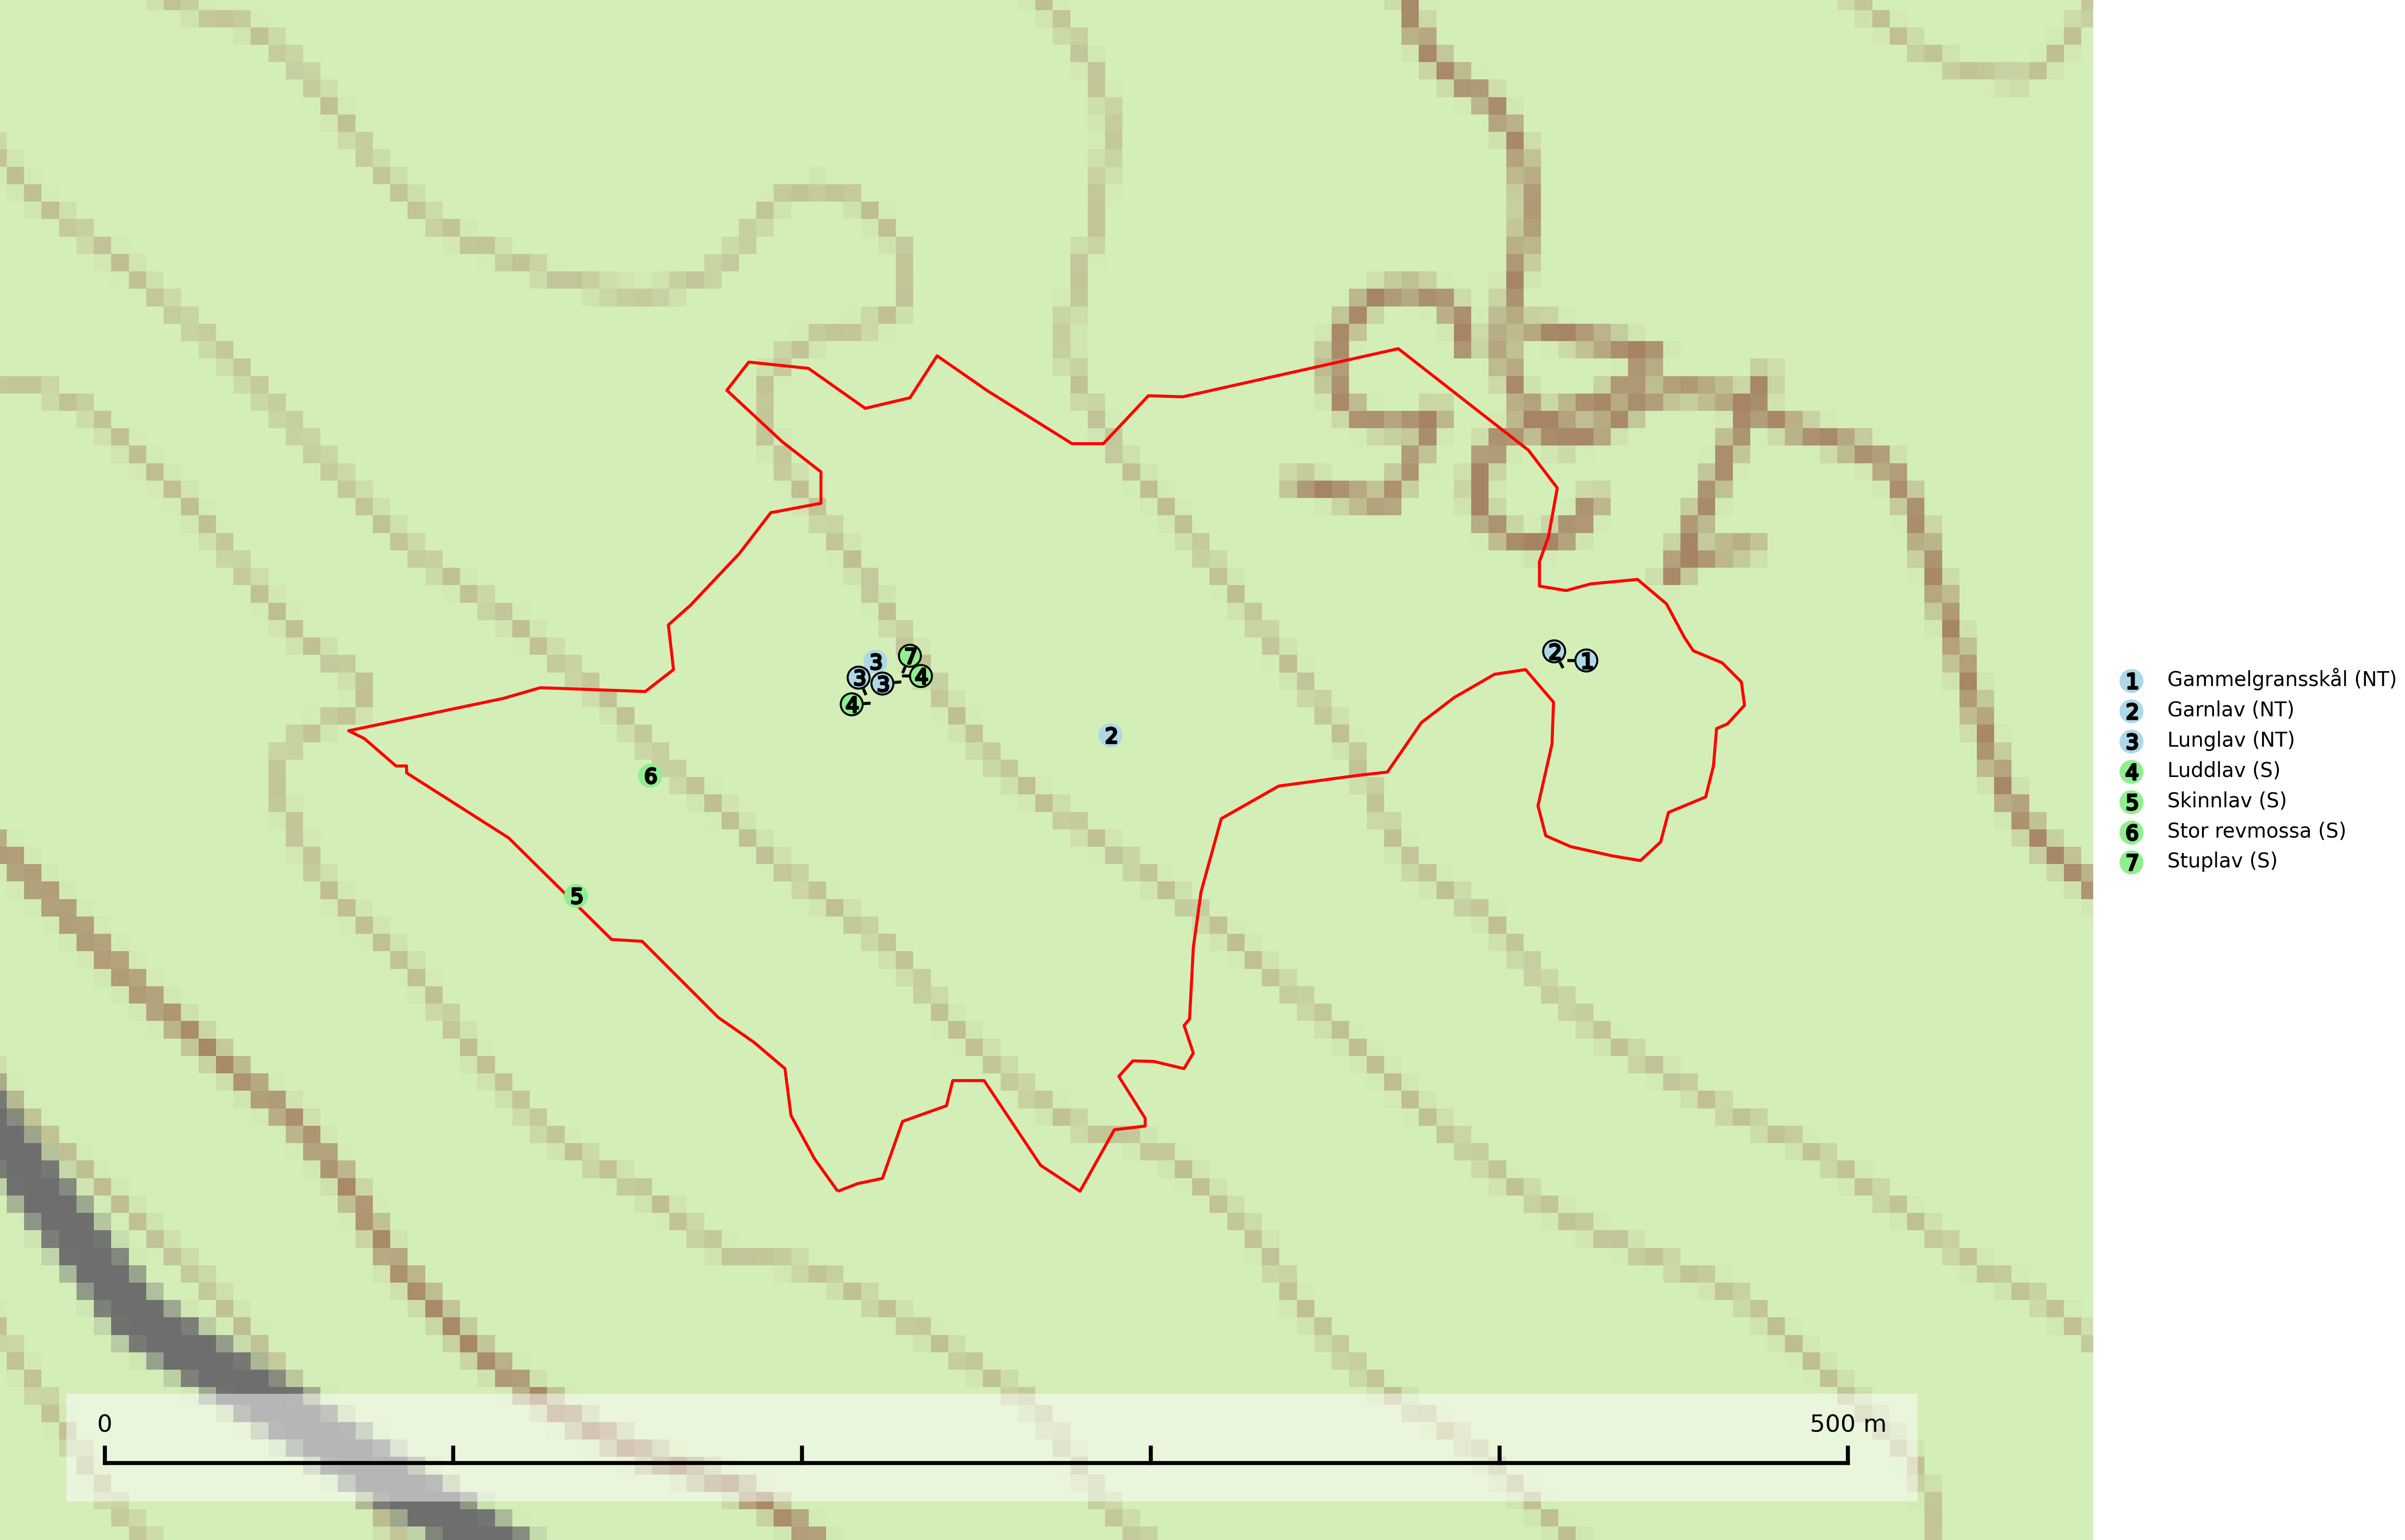 3
7
3
3
4
4
2
1
2
6
5
1 Gammelgransskål (NT)
2 Garnlav (NT)
3 Lunglav (NT)
4 Luddlav (S)
5 Skinnlav (S)
6 Stor revmossa (S)
7 Stuplav (S)
0 500 m